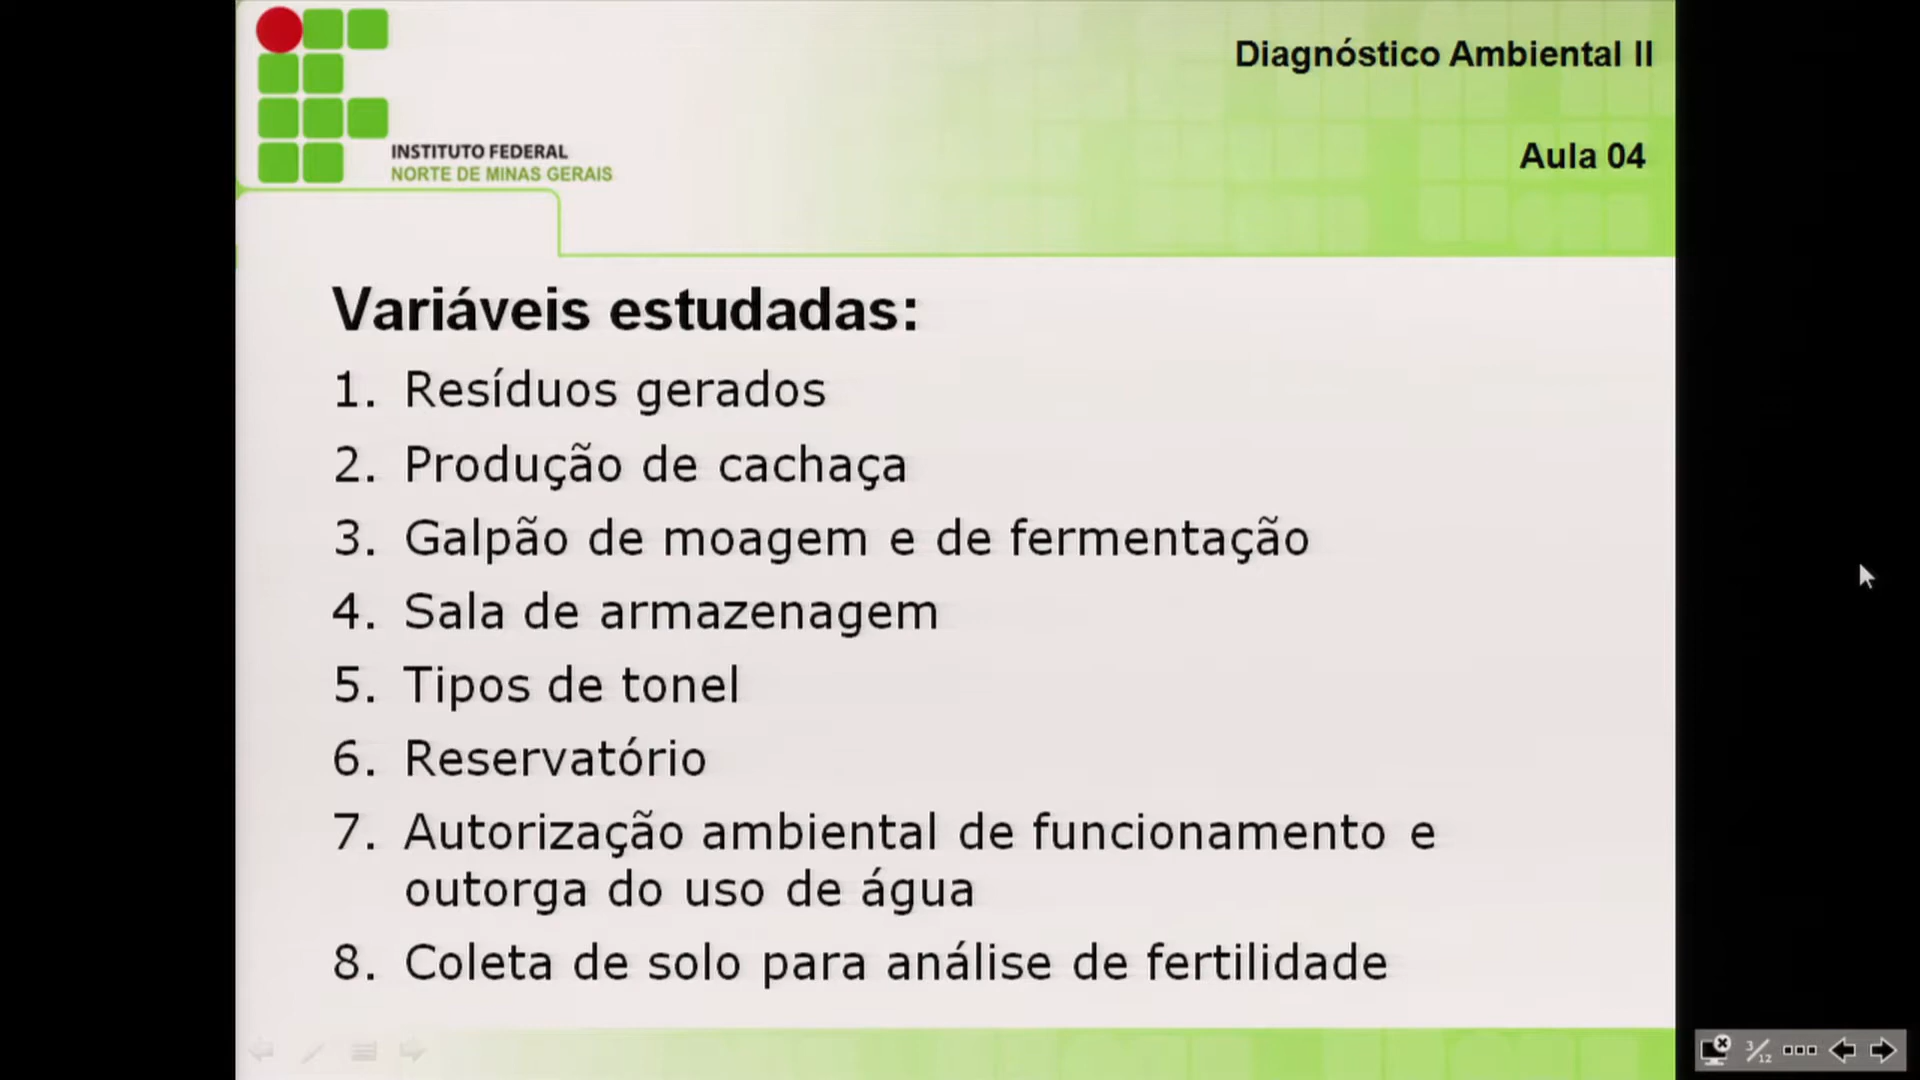 Diagnóstico Ambiental II
Aula 04
INSTITUTO FEDERAL
NORTE DE MINAS GERAIS
Variáveis estudadas:
1. Resíduos gerados
2. Produção de cachaça
3. Galpão de moagem e de fermentação
4. Sala de armazenagem
5. Tipos de tonel
6. Reservatório
7. Autorização ambiental de funcionamento e
outorga do uso de água
8. Coleta de solo para análise de fertilidade
3/12